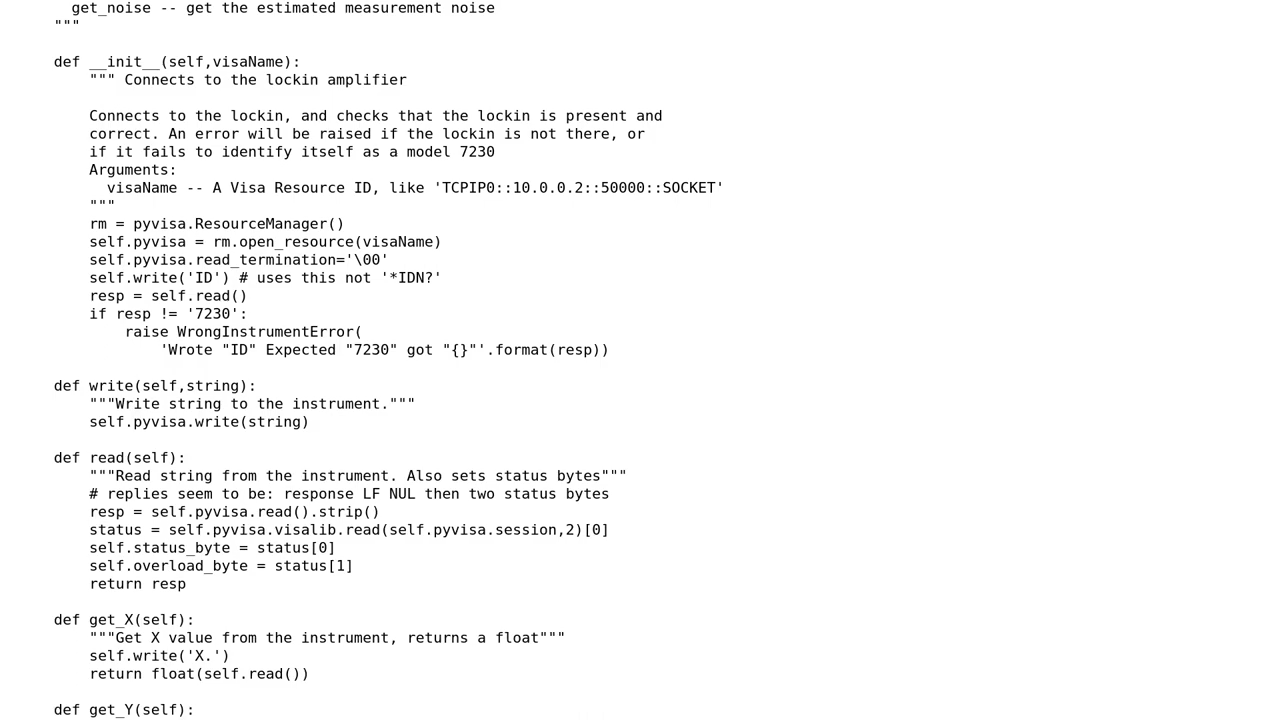 get_noise -- get the estimated measurement noise
"""

def __init__(self,visaName):
    """ Connects to the lockin amplifier

    Connects to the lockin, and checks that the lockin is present and
    correct. An error will be raised if the lockin is not there, or
    if it fails to identify itself as a model 7230
    Arguments:
      visaName -- A Visa Resource ID, like 'TCPIP0::10.0.0.2::50000::SOCKET'
    """
    rm = pyvisa.ResourceManager()
    self.pyvisa = rm.open_resource(visaName)
    self.pyvisa.read_termination='\00'
    self.write('ID') # uses this not '*IDN?'
    resp = self.read()
    if resp != '7230':
        raise WrongInstrumentError(
            'Wrote "ID" Expected "7230" got "{}"'.format(resp))

def write(self,string):
    """Write string to the instrument."""
    self.pyvisa.write(string)

def read(self):
    """Read string from the instrument. Also sets status bytes"""
    # replies seem to be: response LF NUL then two status bytes
    resp = self.pyvisa.read().strip()
    status = self.pyvisa.visalib.read(self.pyvisa.session,2)[0]
    self.status_byte = status[0]
    self.overload_byte = status[1]
    return resp

def get_X(self):
    """Get X value from the instrument, returns a float"""
    self.write('X.')
    return float(self.read())

def get_Y(self):